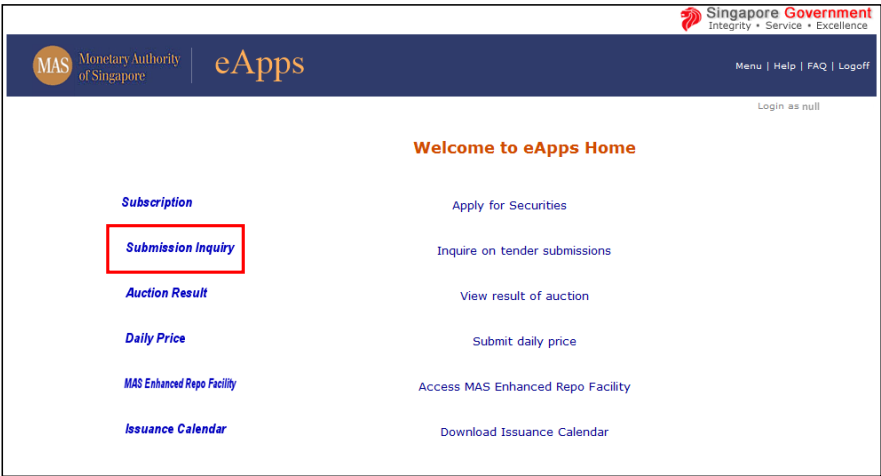 Singapore Government
Integrity • Service • Excellence
MAS Monetary Authority of Singapore
eApps
Menu | Help | FAQ | Logoff
Login as null
Welcome to eApps Home
Subscription Apply for Securities
Submission Inquiry Inquire on tender submissions
Auction Result View result of auction
Daily Price Submit daily price
MAS Enhanced Repo Facility Access MAS Enhanced Repo Facility
Issuance Calendar Download Issuance Calendar